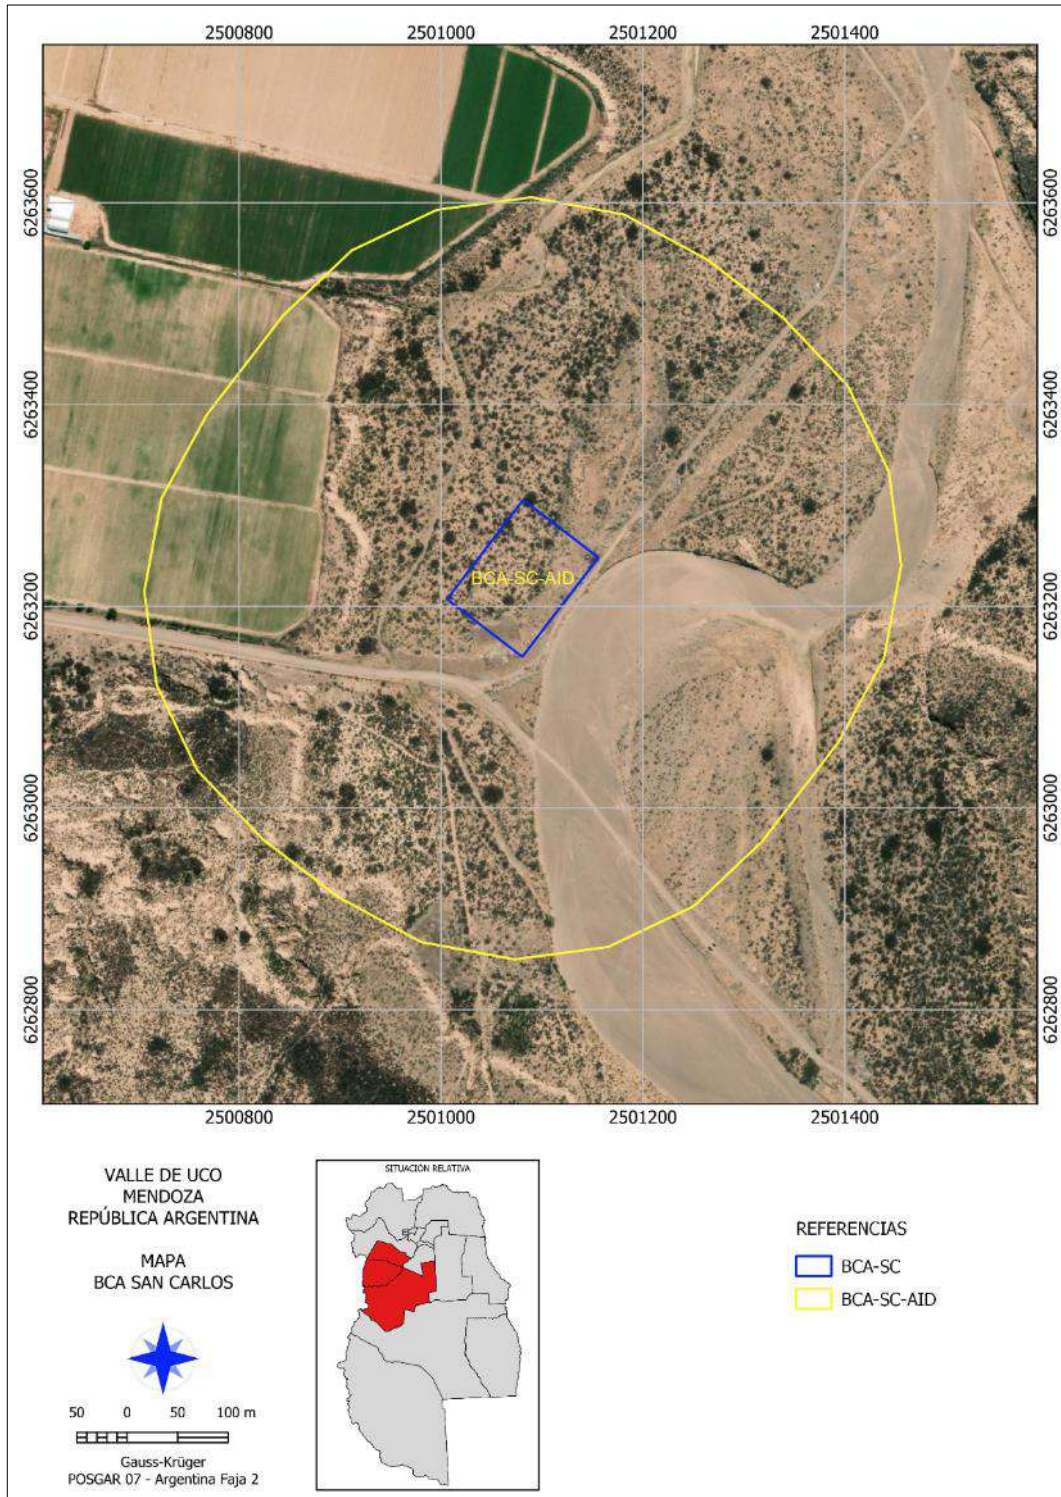 2500800 2501000 2501200 2501400
6263600 6263600
6263400 6263400
BCA-SC-AID
6263200 6263200
6263000 6263000
6262800 6262800
2500800 2501000 2501200 2501400
VALLE DE UCO
MENDOZA
REPÚBLICA ARGENTINA
MAPA
BCA SAN CARLOS
50 0 50 100 m
Gauss-Krüger
POSGAR 07 - Argentina Faja 2
SITUACIÓN RELATIVA
REFERENCIAS
BCA-SC
BCA-SC-AID